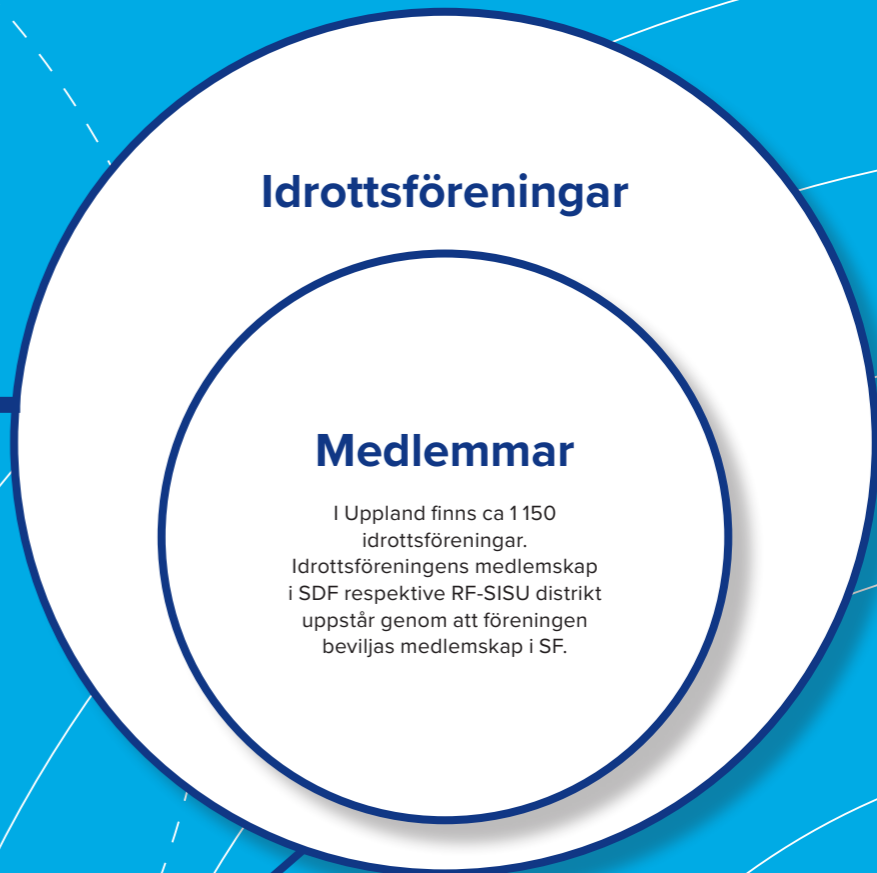 Idrottsföreningar
Medlemmar
I Uppland finns ca 1 150
idrottsföreningar.
Idrottsföreningens medlemskap
i SDF respektive RF-SISU distrikt
uppstår genom att föreningen
beviljas medlemskap i SF.